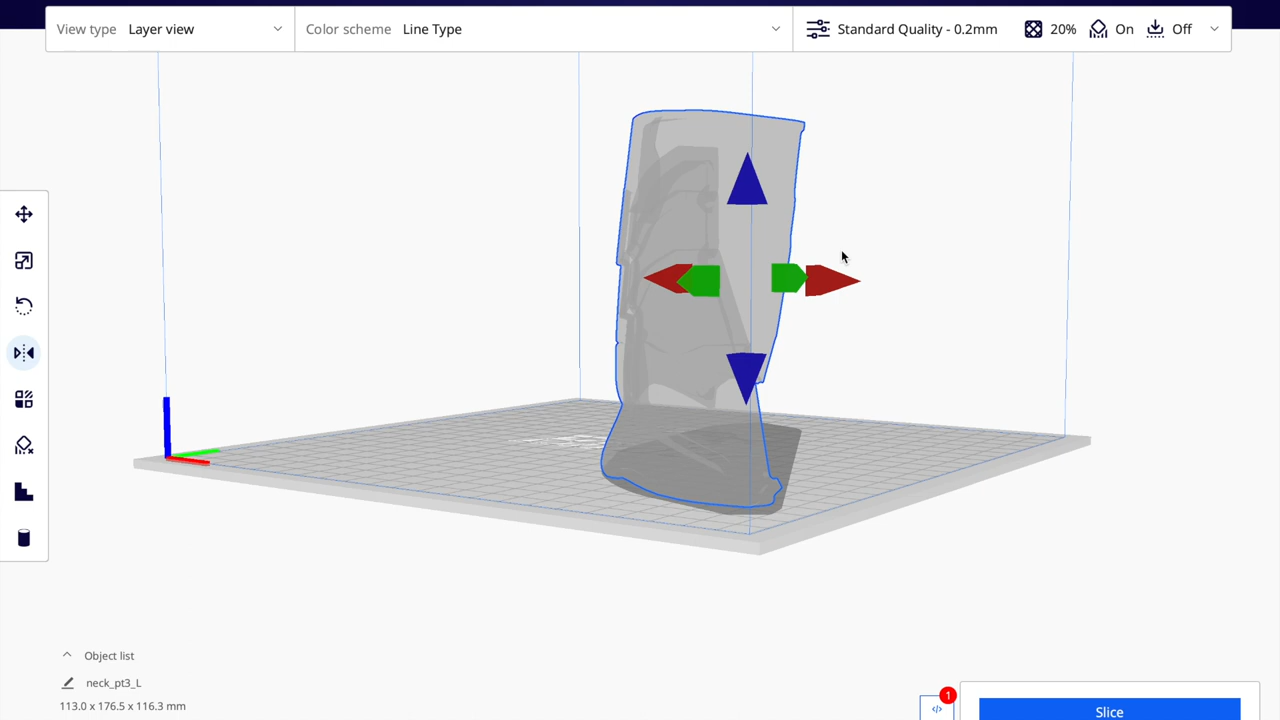 View type Layer view
Color scheme Line Type
Standard Quality - 0.2mm 20% On Off
Object list
neck_pt3_L
113.0 x 176.5 x 116.3 mm
1
</>
Slice